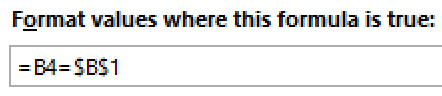 Format values where this formula is true:
=B4=$B$1